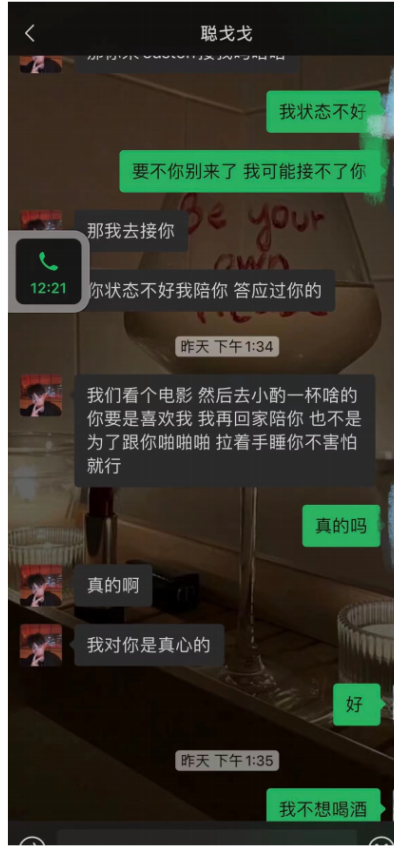 聪戈戈
我状态不好
要不你别来了 我可能接不了你
那我去接你
12:21
你状态不好我陪你 答应过你的
昨天 下午1:34
我们看个电影 然后去小酌一杯啥的
你要是喜欢我 我再回家陪你 也不是
为了跟你啪啪啪 拉着手睡你不害怕
就行
真的吗
真的啊
我对你是真心的
好
昨天 下午1:35
我不想喝酒
Be your
own